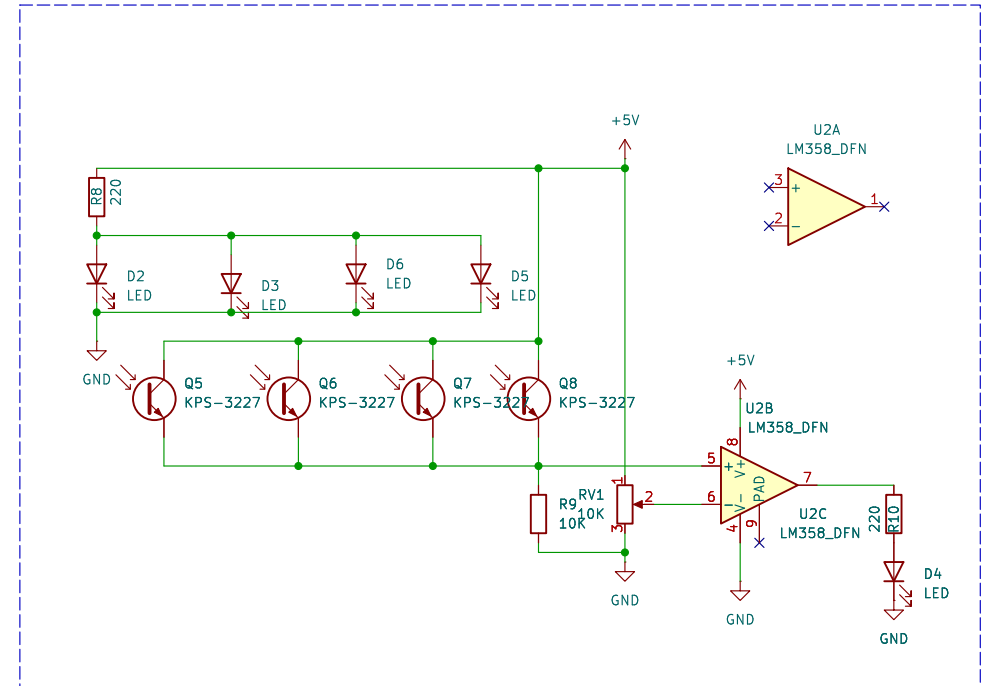 +5V
U2A
LM358_DFN
3
+
1
2
−
R8
220
D2
LED
D3
LED
D6
LED
D5
LED
GND
Q5
KPS-3227
Q6
KPS-3227
Q7
KPS-3227
Q8
KPS-3227
+5V
U2B
LM358_DFN
8
5
+
V+
6
V-
PAD
4
9
7
U2C
LM358_DFN
R9
10K
RV1
10K
1
2
3
220
R10
D4
LED
GND
GND
GND